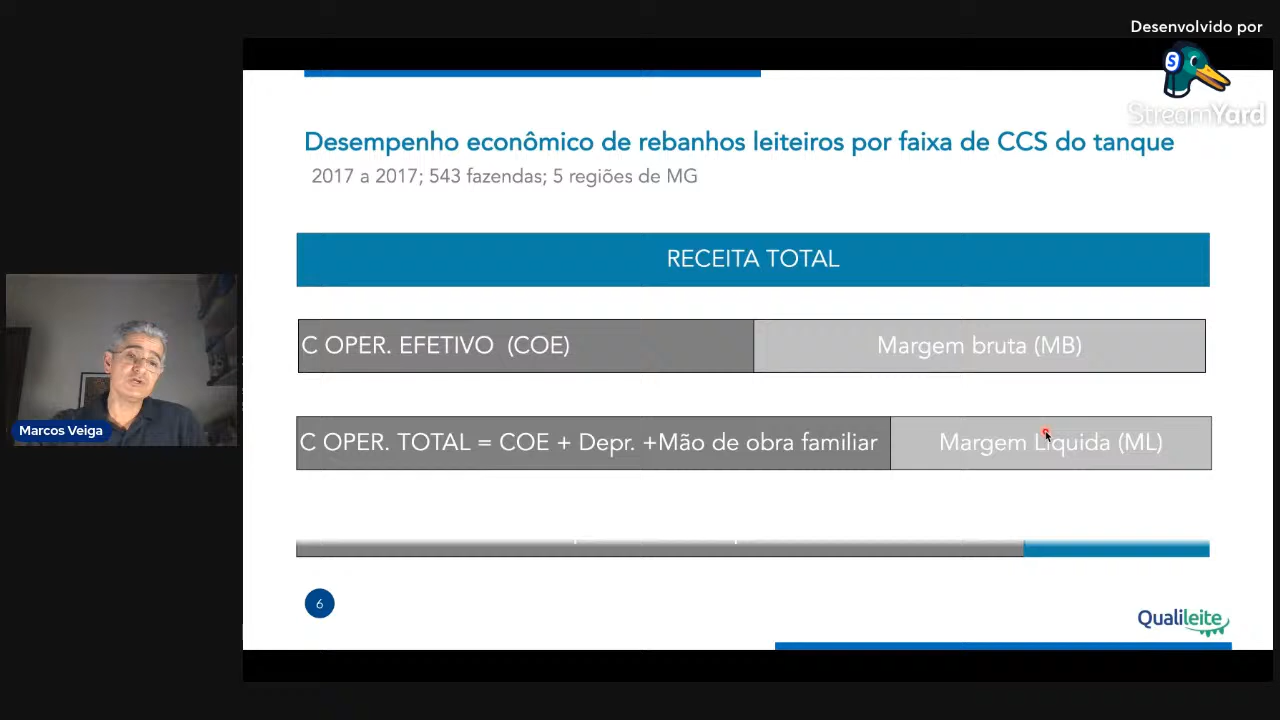 Desenvolvido por
StreamYard
Desempenho econômico de rebanhos leiteiros por faixa de CCS do tanque
2017 a 2017; 543 fazendas; 5 regiões de MG
RECEITA TOTAL
C OPER. EFETIVO (COE)
Margem bruta (MB)
C OPER. TOTAL = COE + Depr. +Mão de obra familiar
Margem Líquida (ML)
Marcos Veiga
6
Qualileite